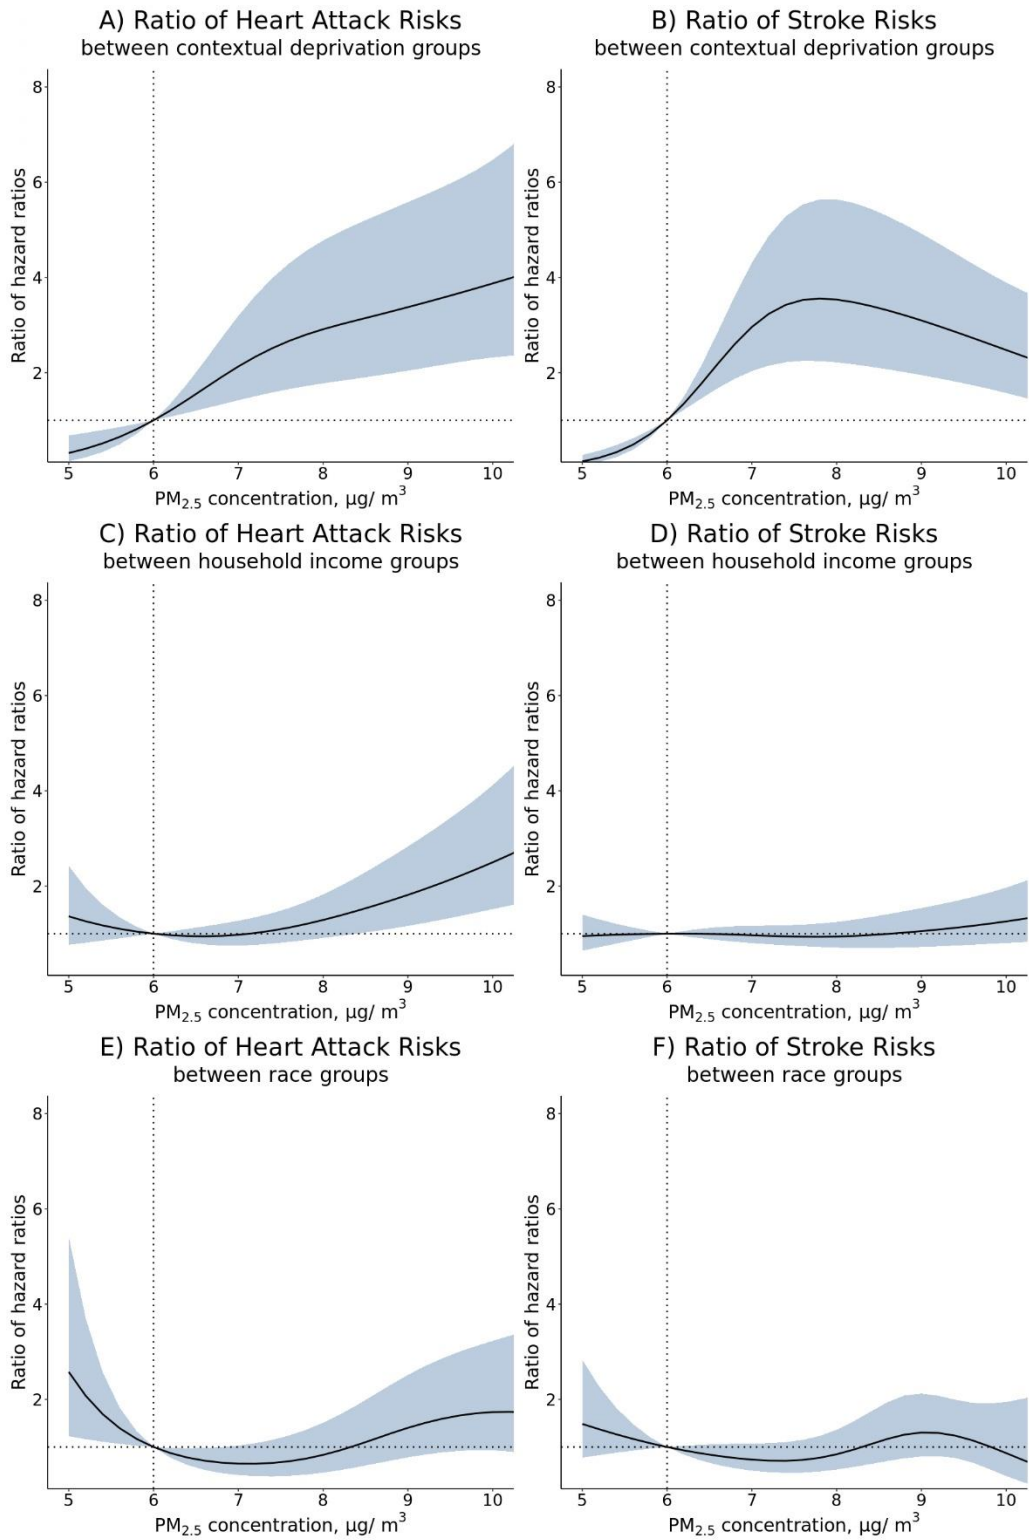 A) Ratio of Heart Attack Risks
between contextual deprivation groups
Ratio of hazard ratios
8
6
4
2
5 6 7 8 9 10
PM2.5 concentration, µg/ m³
B) Ratio of Stroke Risks
between contextual deprivation groups
Ratio of hazard ratios
8
6
4
2
5 6 7 8 9 10
PM2.5 concentration, µg/ m³
C) Ratio of Heart Attack Risks
between household income groups
Ratio of hazard ratios
8
6
4
2
5 6 7 8 9 10
PM2.5 concentration, µg/ m³
D) Ratio of Stroke Risks
between household income groups
Ratio of hazard ratios
8
6
4
2
5 6 7 8 9 10
PM2.5 concentration, µg/ m³
E) Ratio of Heart Attack Risks
between race groups
Ratio of hazard ratios
8
6
4
2
5 6 7 8 9 10
PM2.5 concentration, µg/ m³
F) Ratio of Stroke Risks
between race groups
Ratio of hazard ratios
8
6
4
2
5 6 7 8 9 10
PM2.5 concentration, µg/ m³